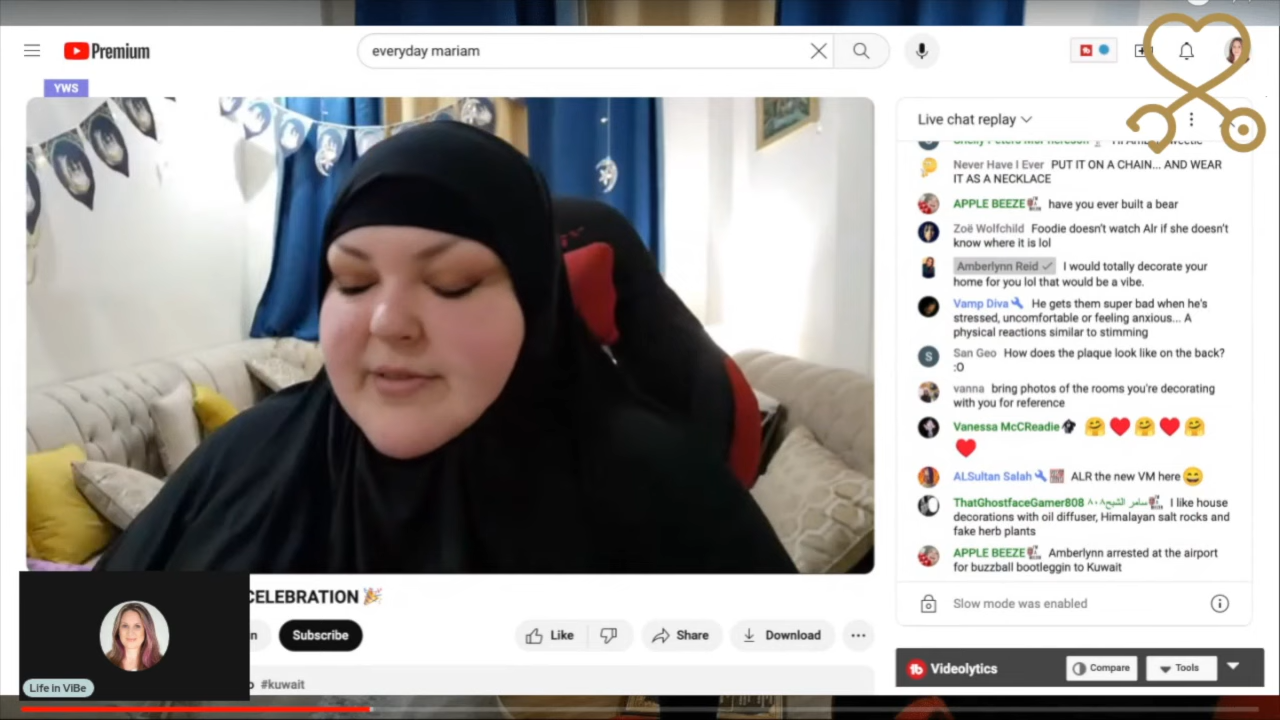 Premium
everyday mariam
YWS
Live chat replay
Never Have I Ever PUT IT ON A CHAIN... AND WEAR
IT AS A NECKLACE
APPLE BEEZE have you ever built a bear
Zoë Wolfchild Foodie doesn't watch Alr if she doesn't
know where it is lol
Amberlynn Reid I would totally decorate your
home for you lol that would be a vibe.
Vamp Diva He gets them super bad when he's
stressed, uncomfortable or feeling anxious... A
physical reactions similar to stimming
S San Geo How does the plaque look like on the back?
:O
vanna bring photos of the rooms you're decorating
with you for reference
Vanessa McCReadie 🤗❤️🤗❤️🤗
❤️
ALSultan Salah ALR the new VM here 😄
ThatGhostfaceGamer808 سامر الشيح٨٠٨ I like house
decorations with oil diffuser, Himalayan salt rocks and
fake herb plants
APPLE BEEZE Amberlynn arrested at the airport
for buzzball bootleggin to Kuwait
Slow mode was enabled
CELEBRATION 🎉
n Subscribe Like Share Download
#kuwait
Life in ViBe
tb Videolytics Compare Tools